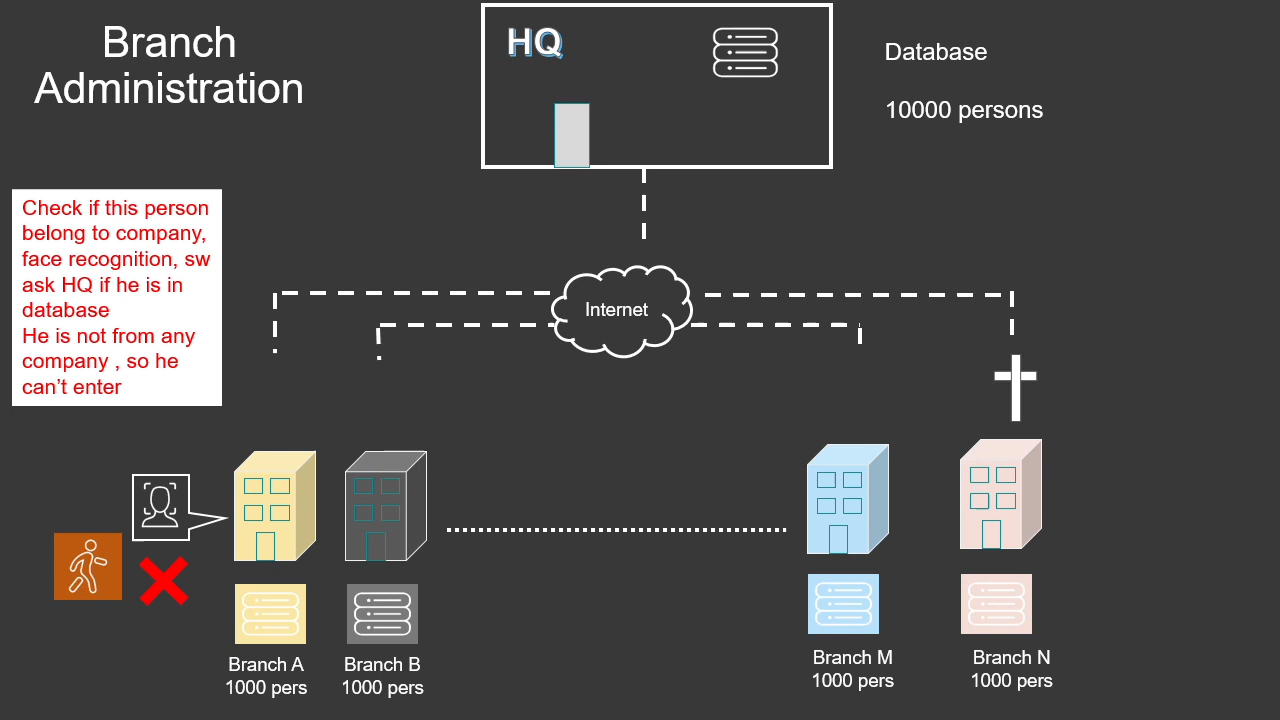 Branch
Administration
HQ
Database
10000 persons
Check if this person
belong to company,
face recognition, sw
ask HQ if he is in
database
He is not from any
company , so he
can’t enter
Internet
Branch A
1000 pers
Branch B
1000 pers
Branch M
1000 pers
Branch N
1000 pers